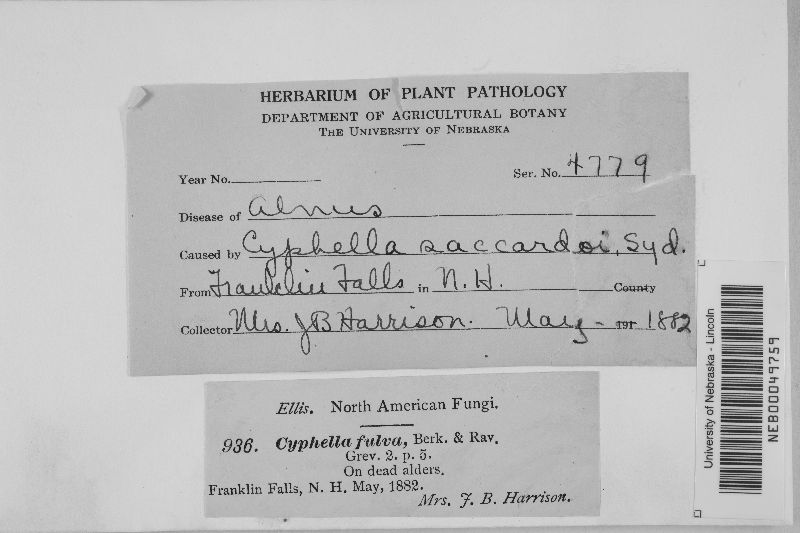 HERBARIUM OF PLANT PATHOLOGY
DEPARTMENT OF AGRICULTURAL BOTANY
THE UNIVERSITY OF NEBRASKA
Year No. Ser. No. 4779
Disease of Alnus
Caused by Cyphella saccardoi, Syd.
From Franklin Falls in N. H. County
Collector Mrs. J B Harrison. May - 191 1882
Ellis. North American Fungi.
936. Cyphella fulva, Berk. & Rav.
Grev. 2. p. 5.
On dead alders.
Franklin Falls, N. H. May, 1882.
Mrs. J. B. Harrison.
University of Nebraska - Lincoln
NEB00049759